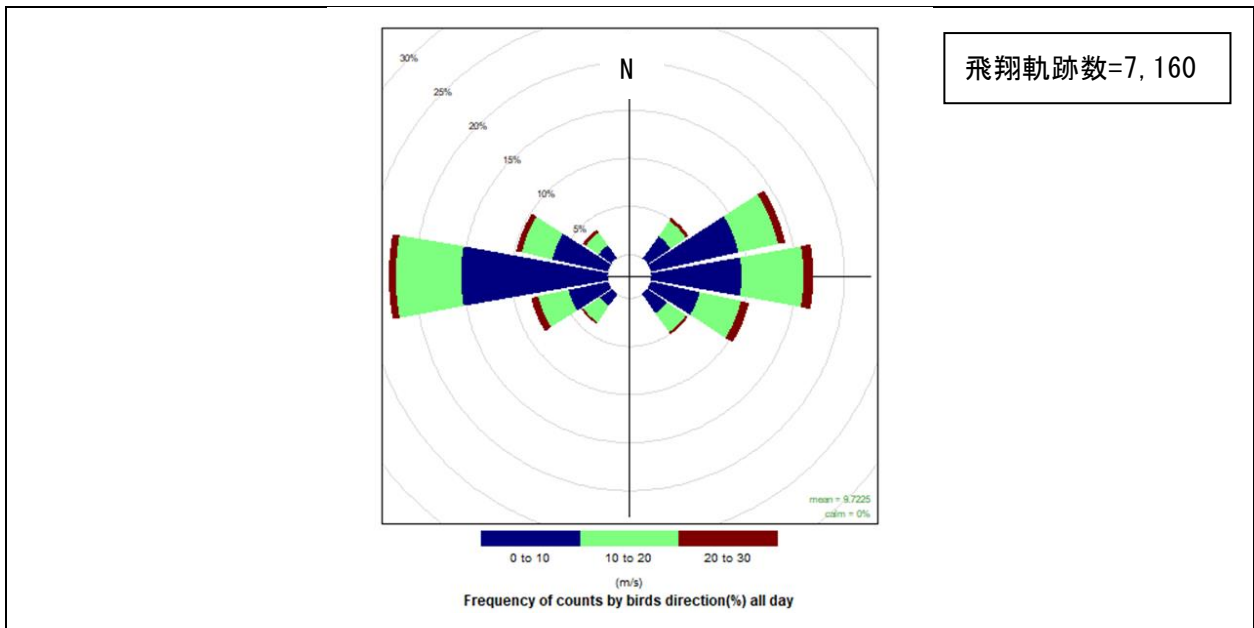 飛翔軌跡数=7,160
N
30%
25%
20%
15%
10%
5%
mean = 9.7225
calm = 0%
0 to 10 10 to 20 20 to 30
(m/s)
Frequency of counts by birds direction(%) all day